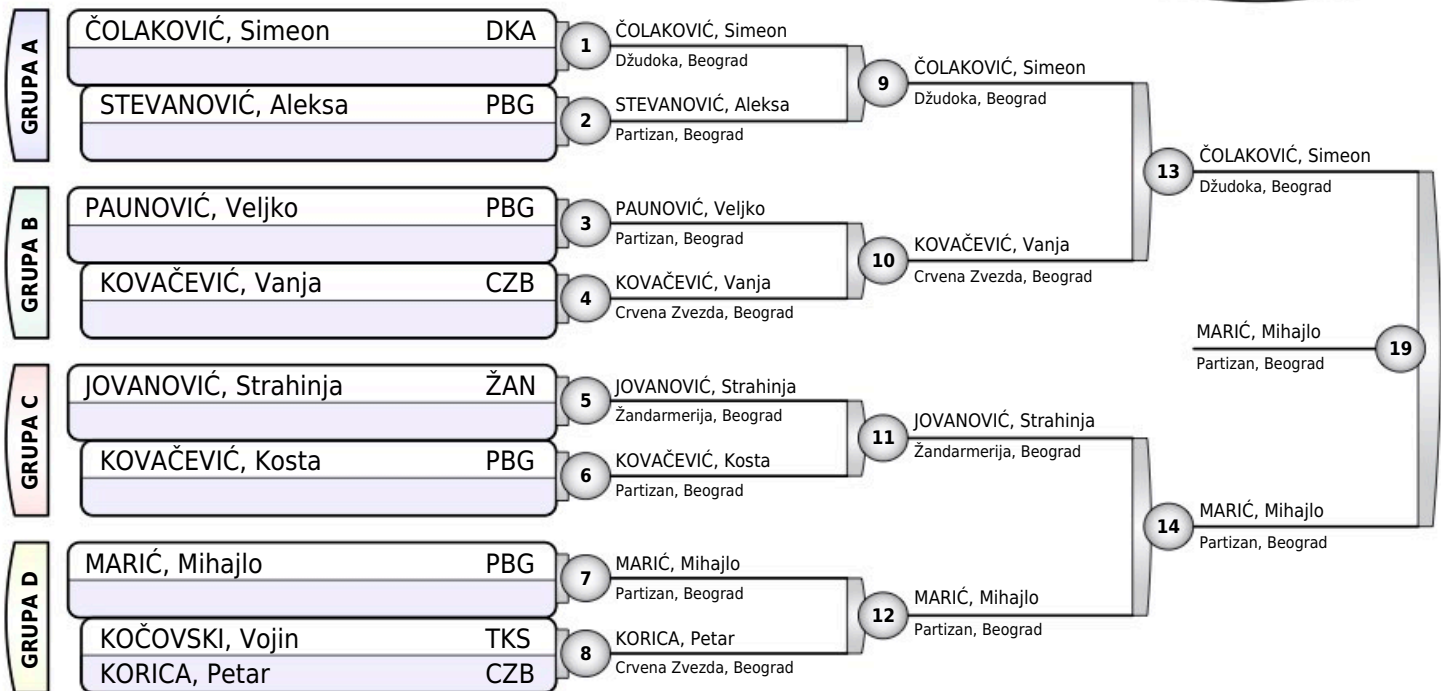 GRUPA A
ČOLAKOVIĆ, Simeon DKA
STEVANOVIĆ, Aleksa PBG
GRUPA B
PAUNOVIĆ, Veljko PBG
KOVAČEVIĆ, Vanja CZB
GRUPA C
JOVANOVIĆ, Strahinja ŽAN
KOVAČEVIĆ, Kosta PBG
GRUPA D
MARIĆ, Mihajlo PBG
KOČOVSKI, Vojin TKS
KORICA, Petar CZB
1
ČOLAKOVIĆ, Simeon
Džudoka, Beograd
2
STEVANOVIĆ, Aleksa
Partizan, Beograd
3
PAUNOVIĆ, Veljko
Partizan, Beograd
4
KOVAČEVIĆ, Vanja
Crvena Zvezda, Beograd
5
JOVANOVIĆ, Strahinja
Žandarmerija, Beograd
6
KOVAČEVIĆ, Kosta
Partizan, Beograd
7
MARIĆ, Mihajlo
Partizan, Beograd
8
KORICA, Petar
Crvena Zvezda, Beograd
9
ČOLAKOVIĆ, Simeon
Džudoka, Beograd
10
KOVAČEVIĆ, Vanja
Crvena Zvezda, Beograd
11
JOVANOVIĆ, Strahinja
Žandarmerija, Beograd
12
MARIĆ, Mihajlo
Partizan, Beograd
13
ČOLAKOVIĆ, Simeon
Džudoka, Beograd
14
MARIĆ, Mihajlo
Partizan, Beograd
MARIĆ, Mihajlo
Partizan, Beograd
19